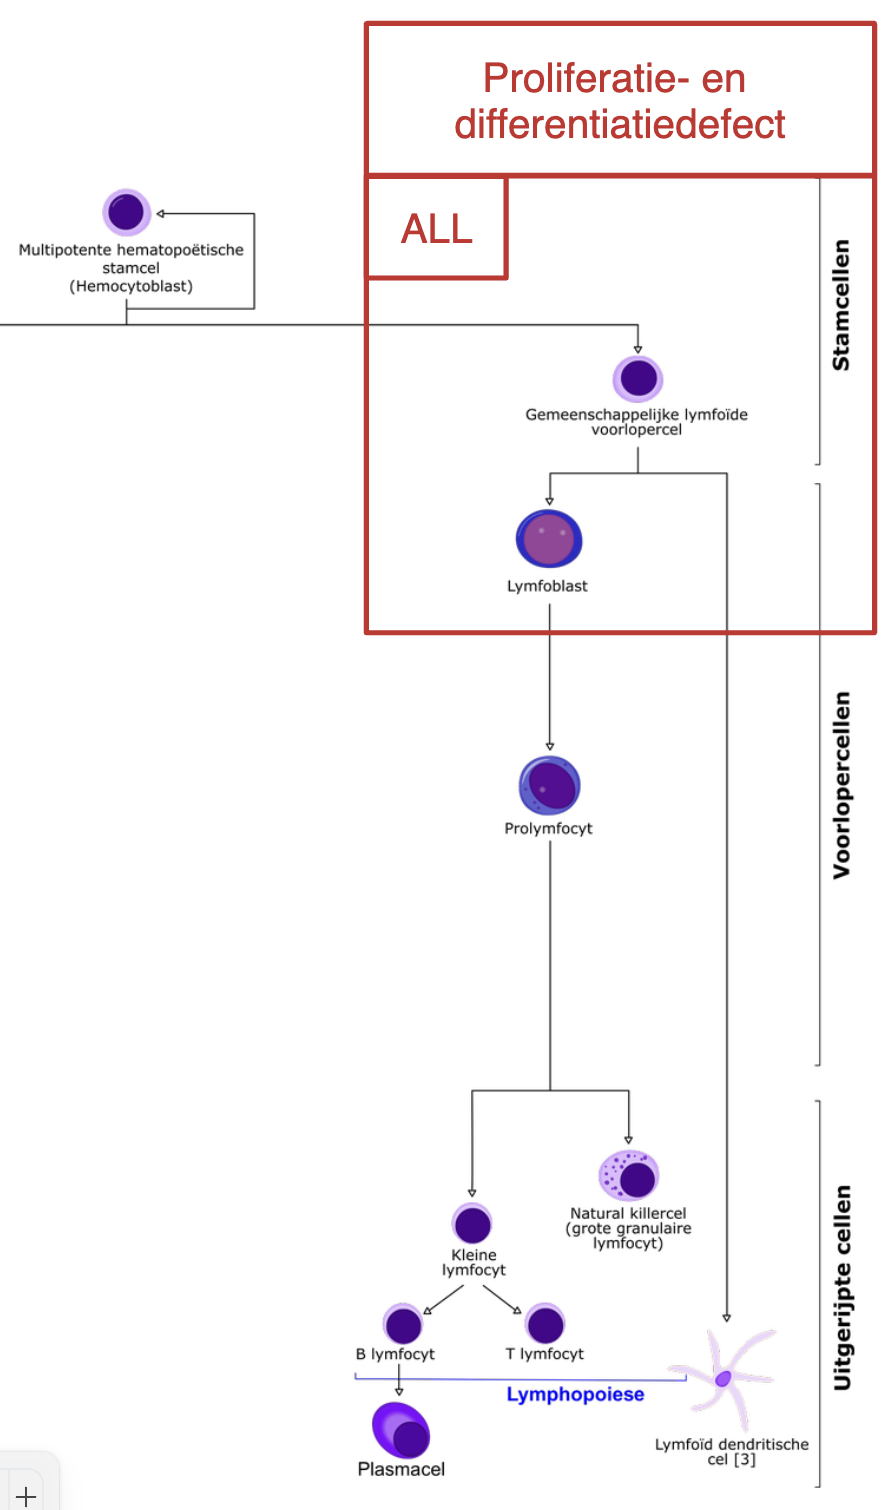 Proliferatie- en
differentiatiedefect
ALL
Multipotente hematopoëtische
stamcel
(Hemocytoblast)
Stamcellen
Gemeenschappelijke lymfoïde
voorlopercel
Lymfoblast
Voorlopercellen
Prolymfocyt
Natural killercel
(grote granulaire
lymfocyt)
Kleine
lymfocyt
Uitgerijpte cellen
B lymfocyt
T lymfocyt
Lymphopoiese
Plasmacel
Lymfoïd dendritische
cel [3]